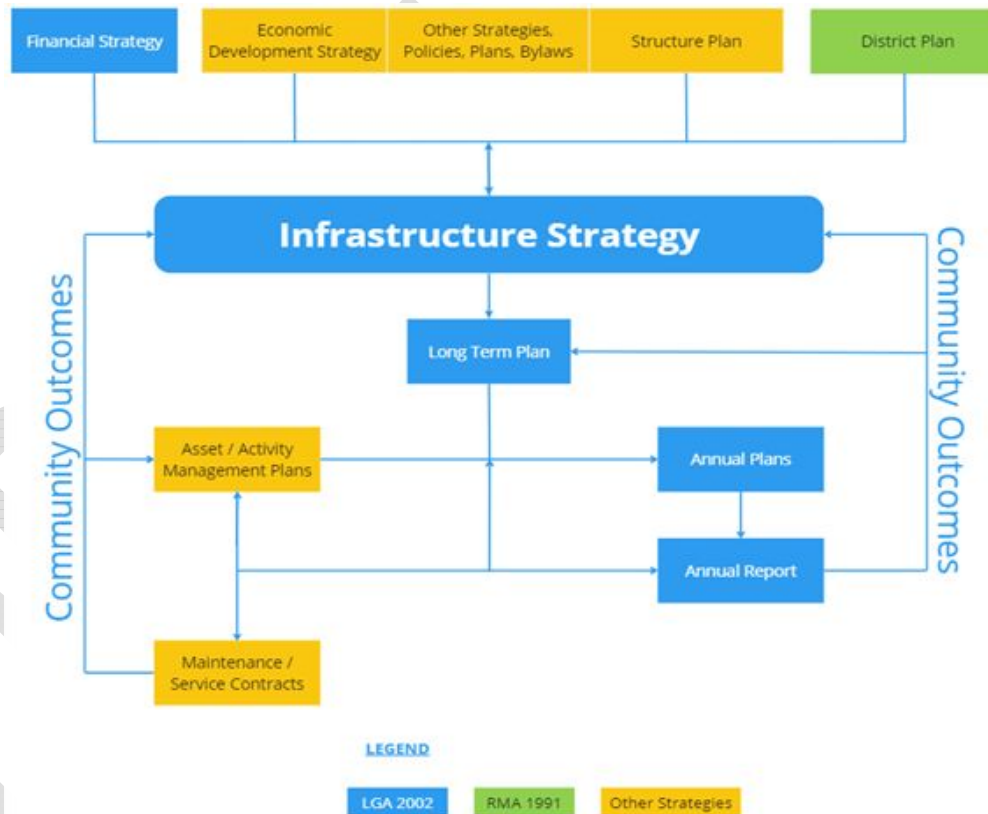 Financial Strategy
Economic
Development Strategy
Other Strategies,
Policies, Plans, Bylaws
Structure Plan
District Plan
Infrastructure Strategy
Community Outcomes
Community Outcomes
Long Term Plan
Asset / Activity
Management Plans
Annual Plans
Annual Report
Maintenance /
Service Contracts
LEGEND
LGA 2002
RMA 1991
Other Strategies